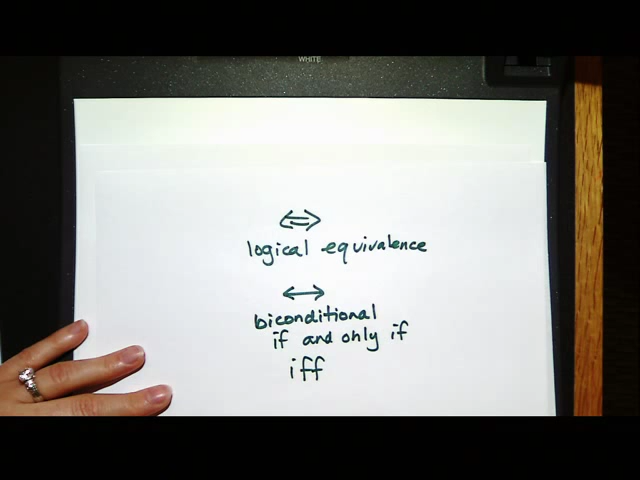 WHITE
⇔
logical equivalence
↔
biconditional
if and only if
iff